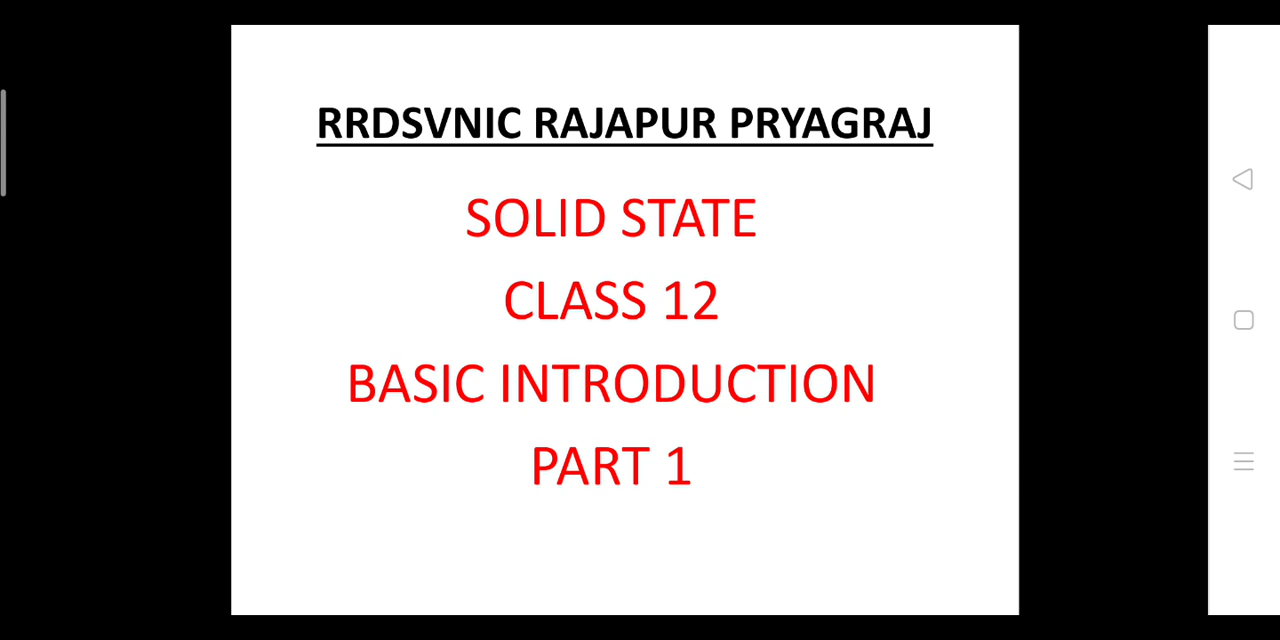 RRDSVNIC RAJAPUR PRYAGRAJ
SOLID STATE
CLASS 12
BASIC INTRODUCTION
PART 1